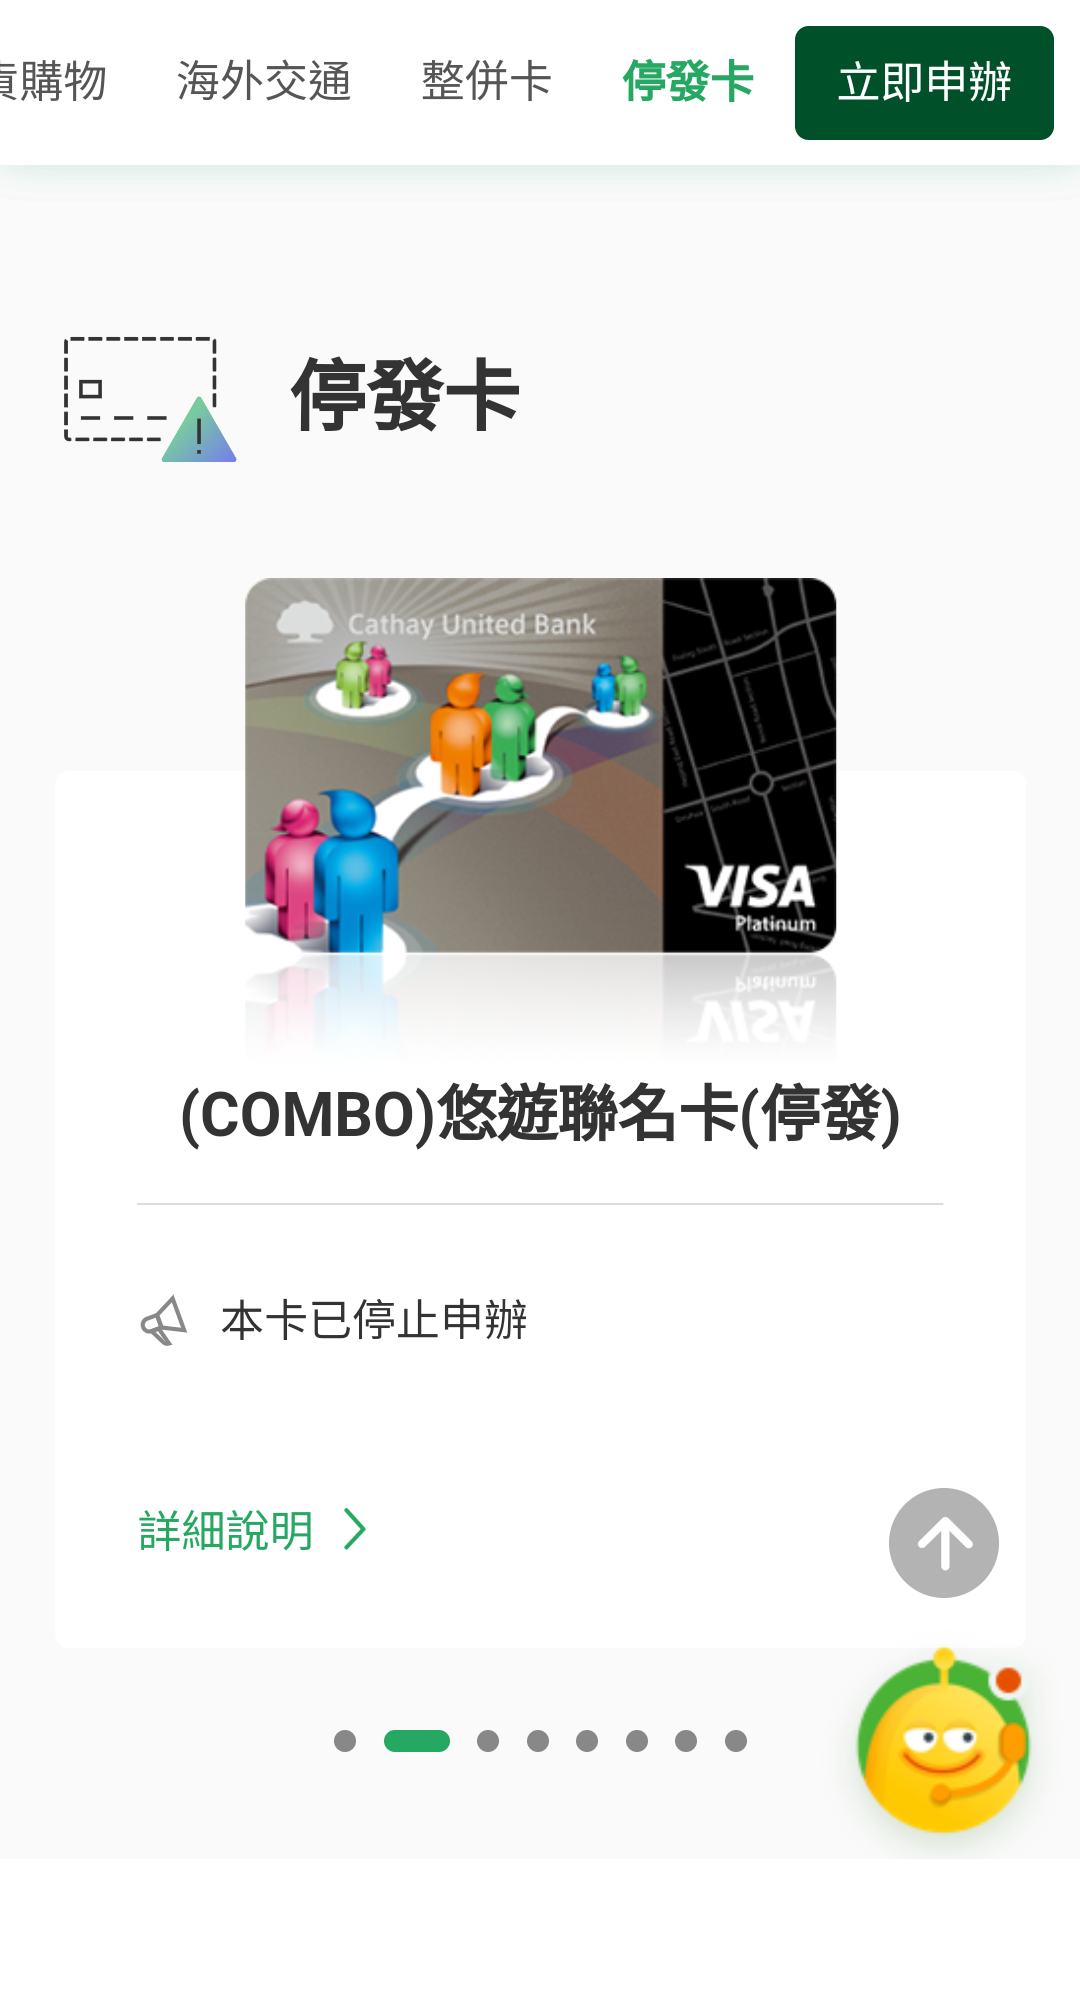 購物
海外交通
整併卡
停發卡
立即申辦
停發卡
Cathay United Bank
VISA
Platinum
(COMBO)悠遊聯名卡(停發)
本卡已停止申辦
詳細說明